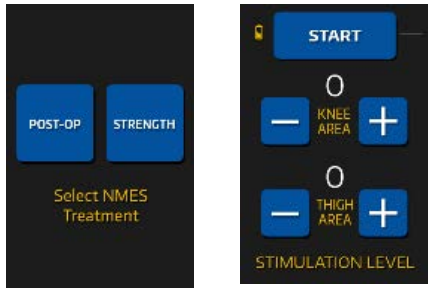 POST-OP
STRENGTH
Select NMES
Treatment
START
0
KNEE
AREA
0
THIGH
AREA
STIMULATION LEVEL